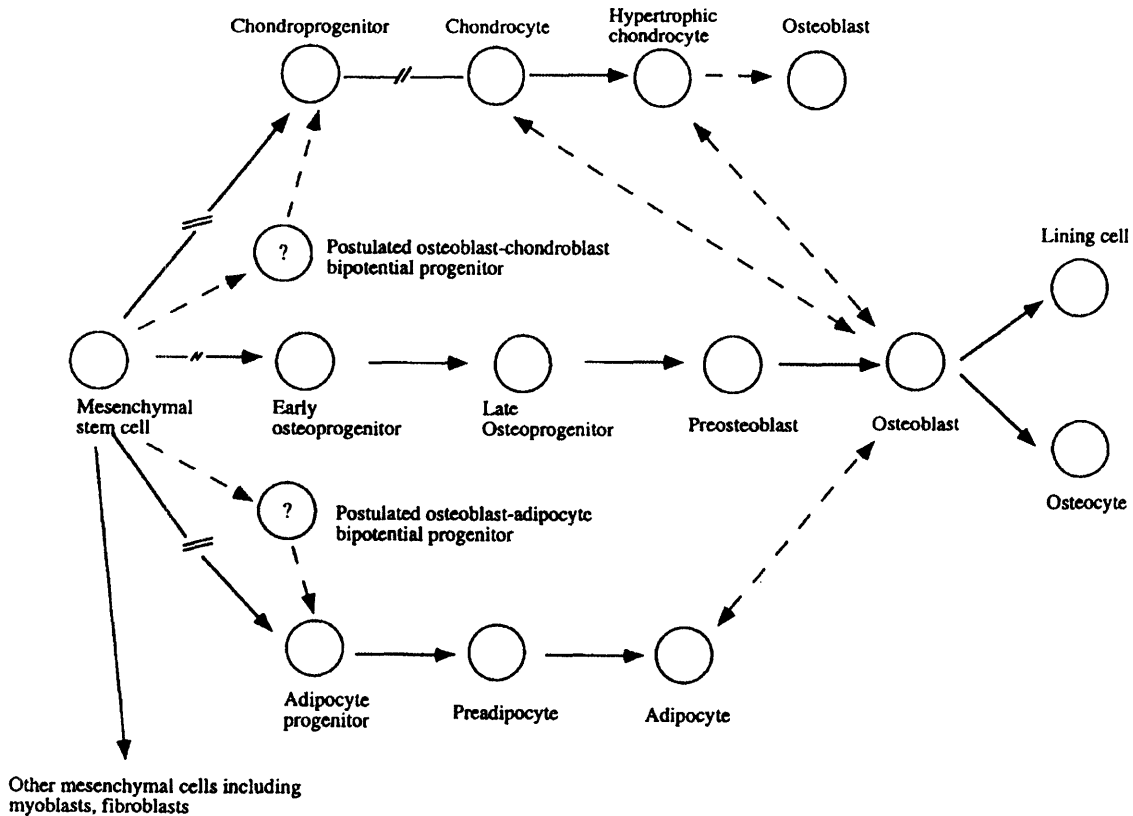 Chondroprogenitor
Chondrocyte
Hypertrophic
chondrocyte
Osteoblast
?
Postulated osteoblast-chondroblast
bipotential progenitor
Lining cell
Mesenchymal
stem cell
Early
osteoprogenitor
Late
Osteoprogenitor
Preosteoblast
Osteoblast
Osteocyte
?
Postulated osteoblast-adipocyte
bipotential progenitor
Adipocyte
progenitor
Preadipocyte
Adipocyte
Other mesenchymal cells including
myoblasts, fibroblasts